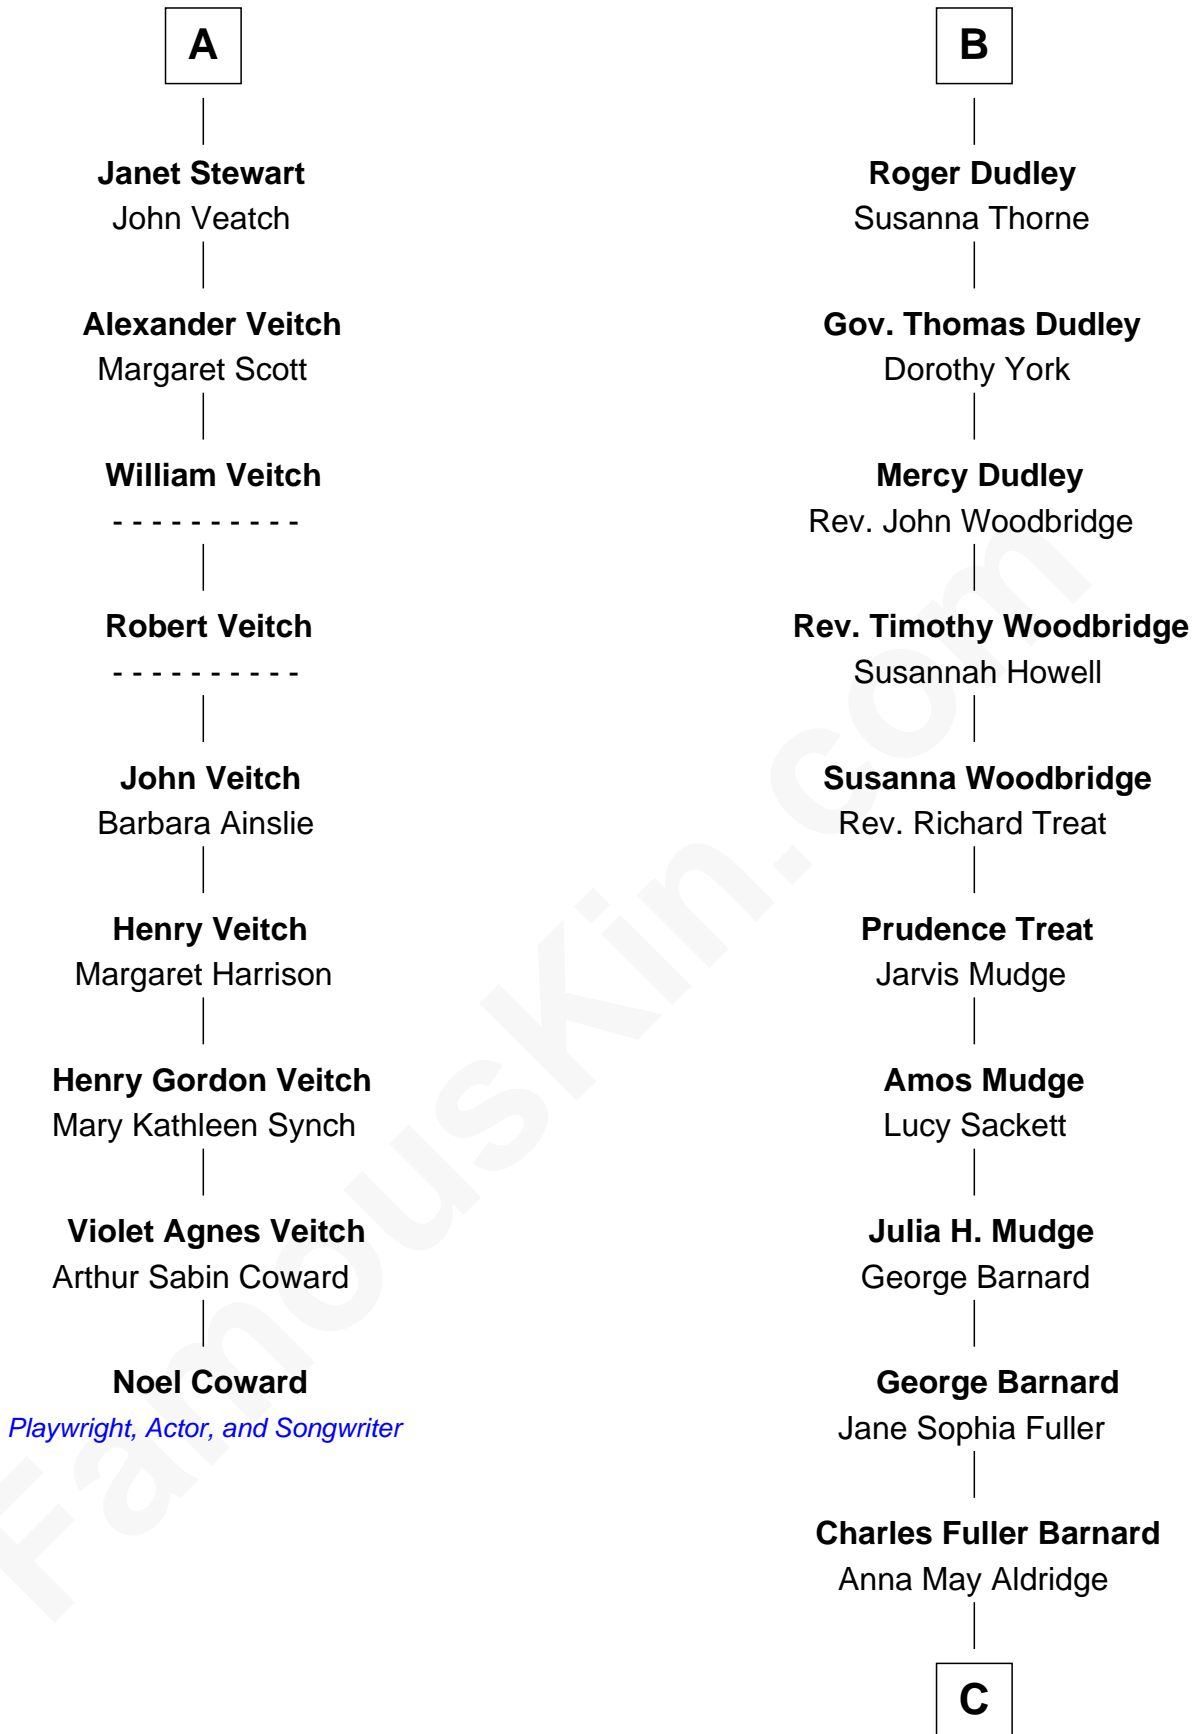 A
Janet Stewart
John Veatch
Alexander Veitch
Margaret Scott
William Veitch
- - - - - - - - - -
Robert Veitch
- - - - - - - - - -
John Veitch
Barbara Ainslie
Henry Veitch
Margaret Harrison
Henry Gordon Veitch
Mary Kathleen Synch
Violet Agnes Veitch
Arthur Sabin Coward
Noel Coward
Playwright, Actor, and Songwriter
B
Roger Dudley
Susanna Thorne
Gov. Thomas Dudley
Dorothy York
Mercy Dudley
Rev. John Woodbridge
Rev. Timothy Woodbridge
Susannah Howell
Susanna Woodbridge
Rev. Richard Treat
Prudence Treat
Jarvis Mudge
Amos Mudge
Lucy Sackett
Julia H. Mudge
George Barnard
George Barnard
Jane Sophia Fuller
Charles Fuller Barnard
Anna May Aldridge
C
FamousKin.com